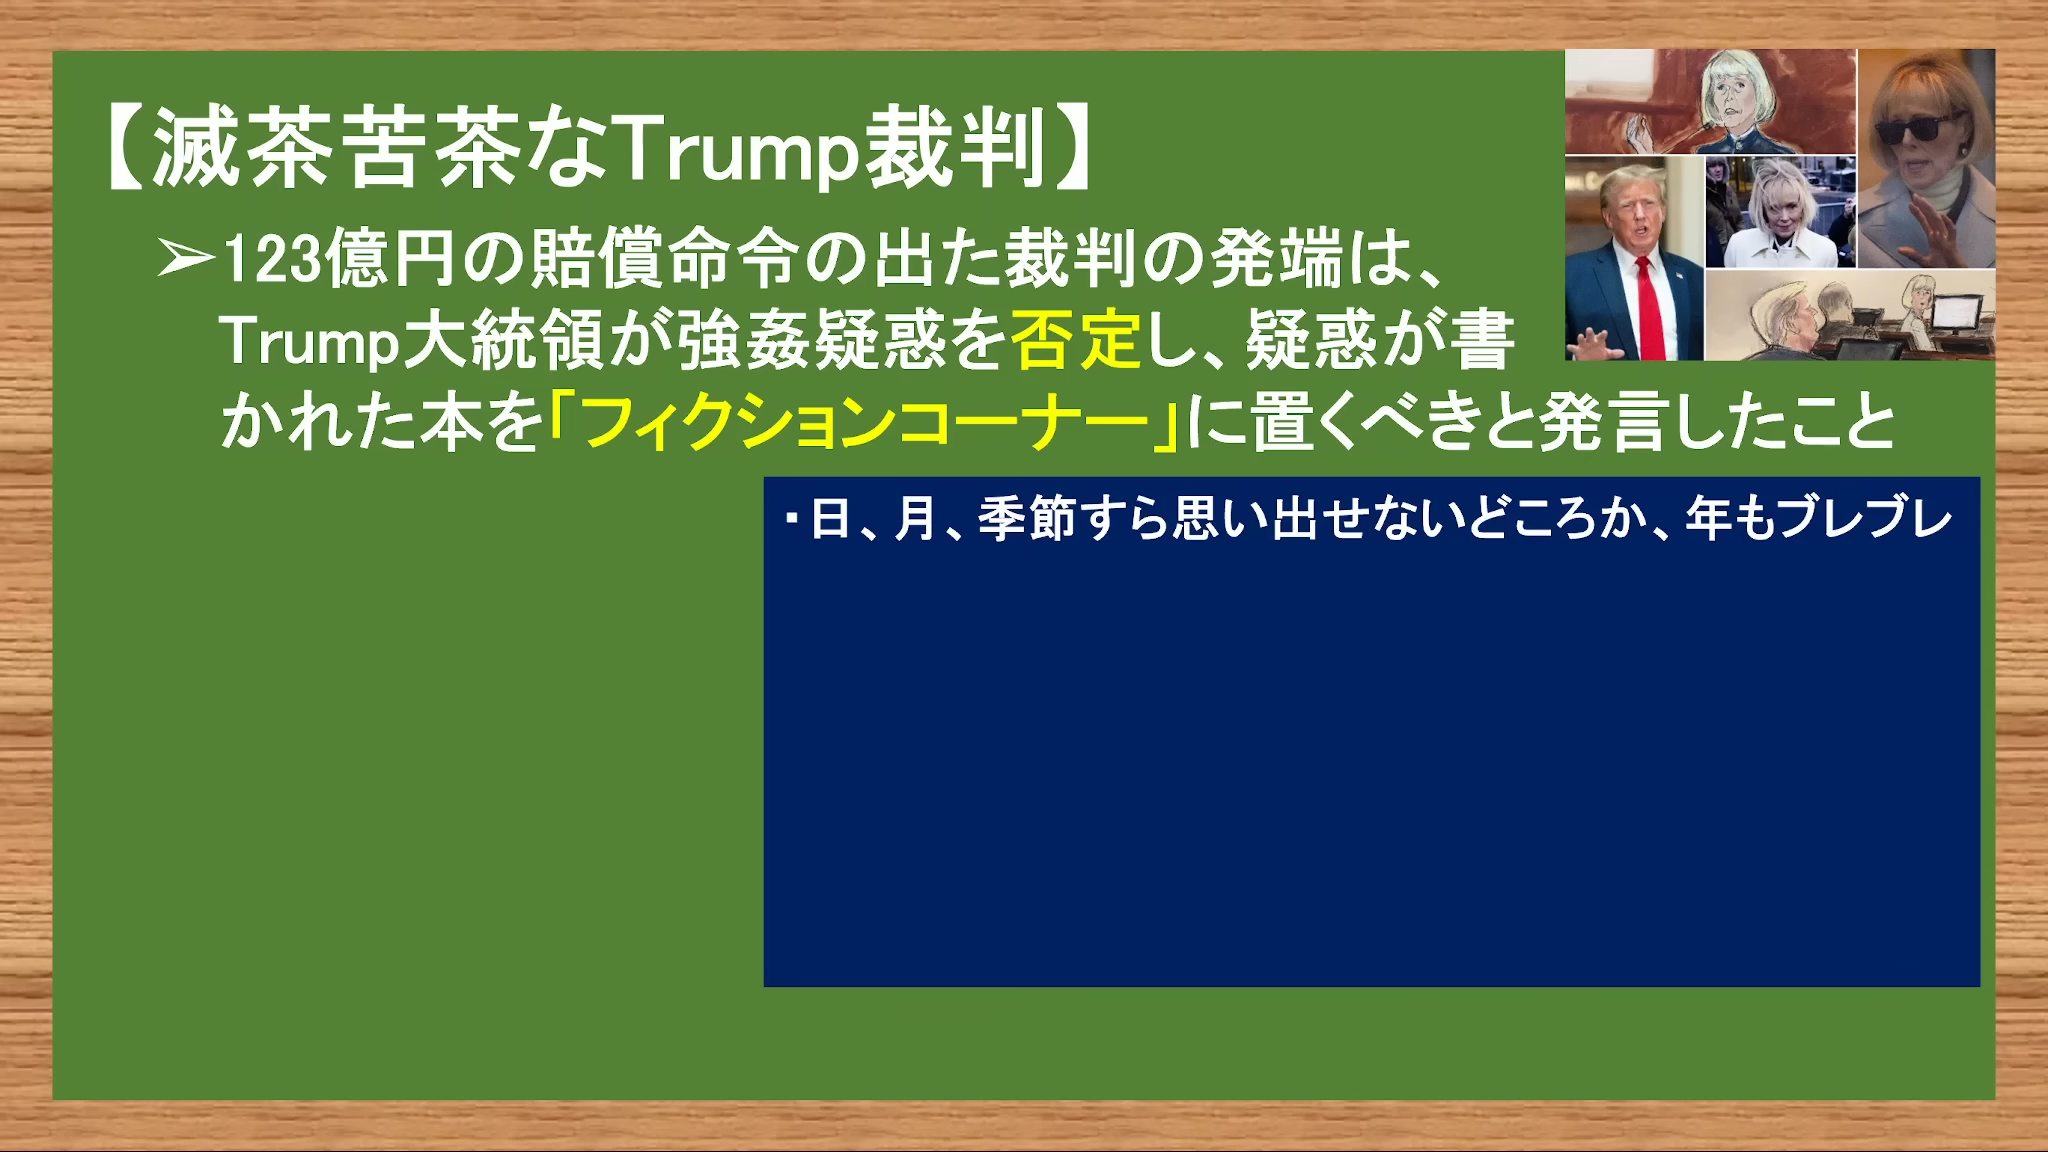 【滅茶苦茶なTrump裁判】
➢123億円の賠償命令の出た裁判の発端は、
Trump大統領が強姦疑惑を否定し、疑惑が書
かれた本を「フィクションコーナー」に置くべきと発言したこと
・日、月、季節すら思い出せないどころか、年もブレブレ